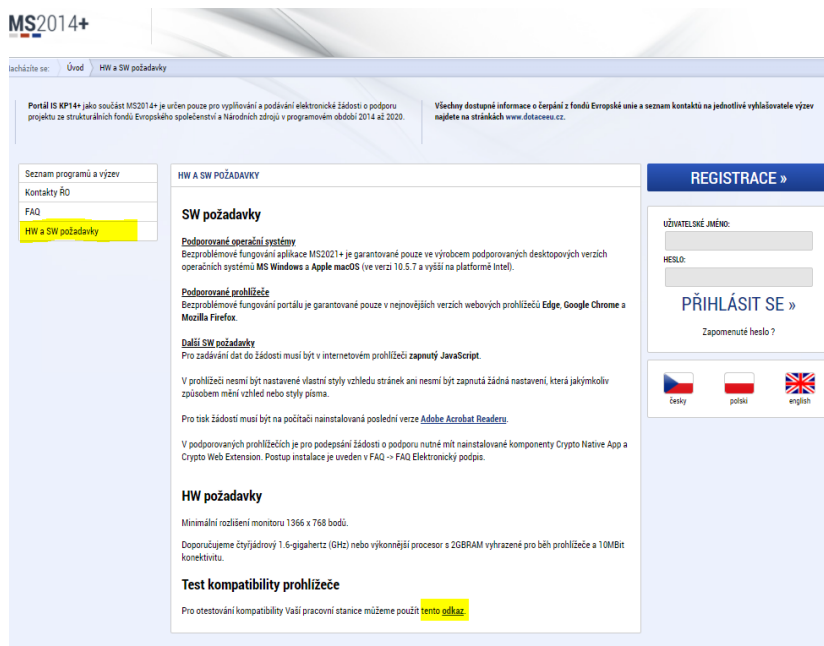 MS2014+
Nacházíte se: Úvod HW a SW požadavky
Portál IS KP14+ jako součást MS2014+ je určen pouze pro vyplňování a podávání elektronické žádosti o podporu
projektu ze strukturálních fondů Evropského společenství a Národních zdrojů v programovém období 2014 až 2020.
Všechny dostupné informace o čerpání z fondů Evropské unie a seznam kontaktů na jednotlivé vyhlašovatele výzev
najdete na stránkách www.dotaceeu.cz.
Seznam programů a výzev
Kontakty ŘO
FAQ
HW a SW požadavky
HW A SW POŽADAVKY
SW požadavky
Podporované operační systémy
Bezproblémové fungování aplikace MS2021+ je garantované pouze ve výrobcem podporovaných desktopových verzích
operačních systémů MS Windows a Apple macOS (ve verzi 10.5.7 a vyšší na platformě Intel).
Podporované prohlížeče
Bezproblémové fungování portálu je garantované pouze v nejnovějších verzích webových prohlížečů Edge, Google Chrome a
Mozilla Firefox.
Další SW požadavky
Pro zadávání dat do žádosti musí být v internetovém prohlížeči zapnutý JavaScript.
V prohlížeči nesmí být nastavené vlastní styly vzhledu stránek ani nesmí být zapnutá žádná nastavení, která jakýmkoliv
způsobem mění vzhled nebo styly písma.
Pro tisk žádostí musí být na počítači nainstalovaná poslední verze Adobe Acrobat Readeru.
V podporovaných prohlížečích je pro podepsání žádosti o podporu nutné mít nainstalované komponenty Crypto Native App a
Crypto Web Extension. Postup instalace je uveden v FAQ -> FAQ Elektronický podpis.
HW požadavky
Minimální rozlišení monitoru 1366 x 768 bodů.
Doporučujeme čtyřjádrový 1.6-gigahertz (GHz) nebo výkonnější procesor s 2GBRAM vyhrazené pro běh prohlížeče a 10MBit
konektivitu.
Test kompatibility prohlížeče
Pro otestování kompatibility Vaší pracovní stanice můžeme použít tento odkaz.
REGISTRACE »
UŽIVATELSKÉ JMÉNO:
HESLO:
PŘIHLÁSIT SE »
Zapomenuté heslo ?
česky polski english